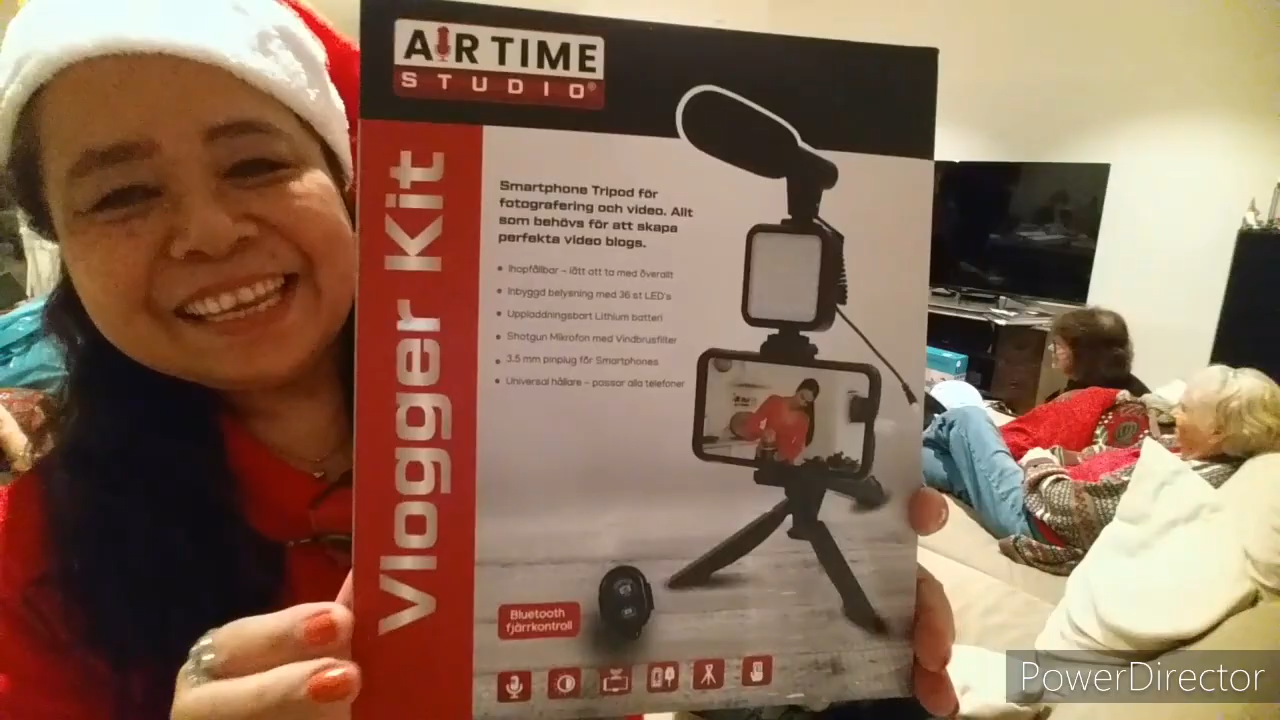 AIR TIME
STUDIO®
Vlogger Kit
Smartphone Tripod för
fotografering och video. Allt
som behövs för att skapa
perfekta video blogs.
• Ihopfällbar – lätt att ta med överallt
• Inbyggd belysning med 36 st LED's
• Uppladdningsbart Lithium batteri
• Shotgun Mikrofon med Vindbrusfilter
• 3.5 mm pinplug för Smartphones
• Universal hållare – passar alla telefoner
Bluetooth
fjärrkontroll
PowerDirector